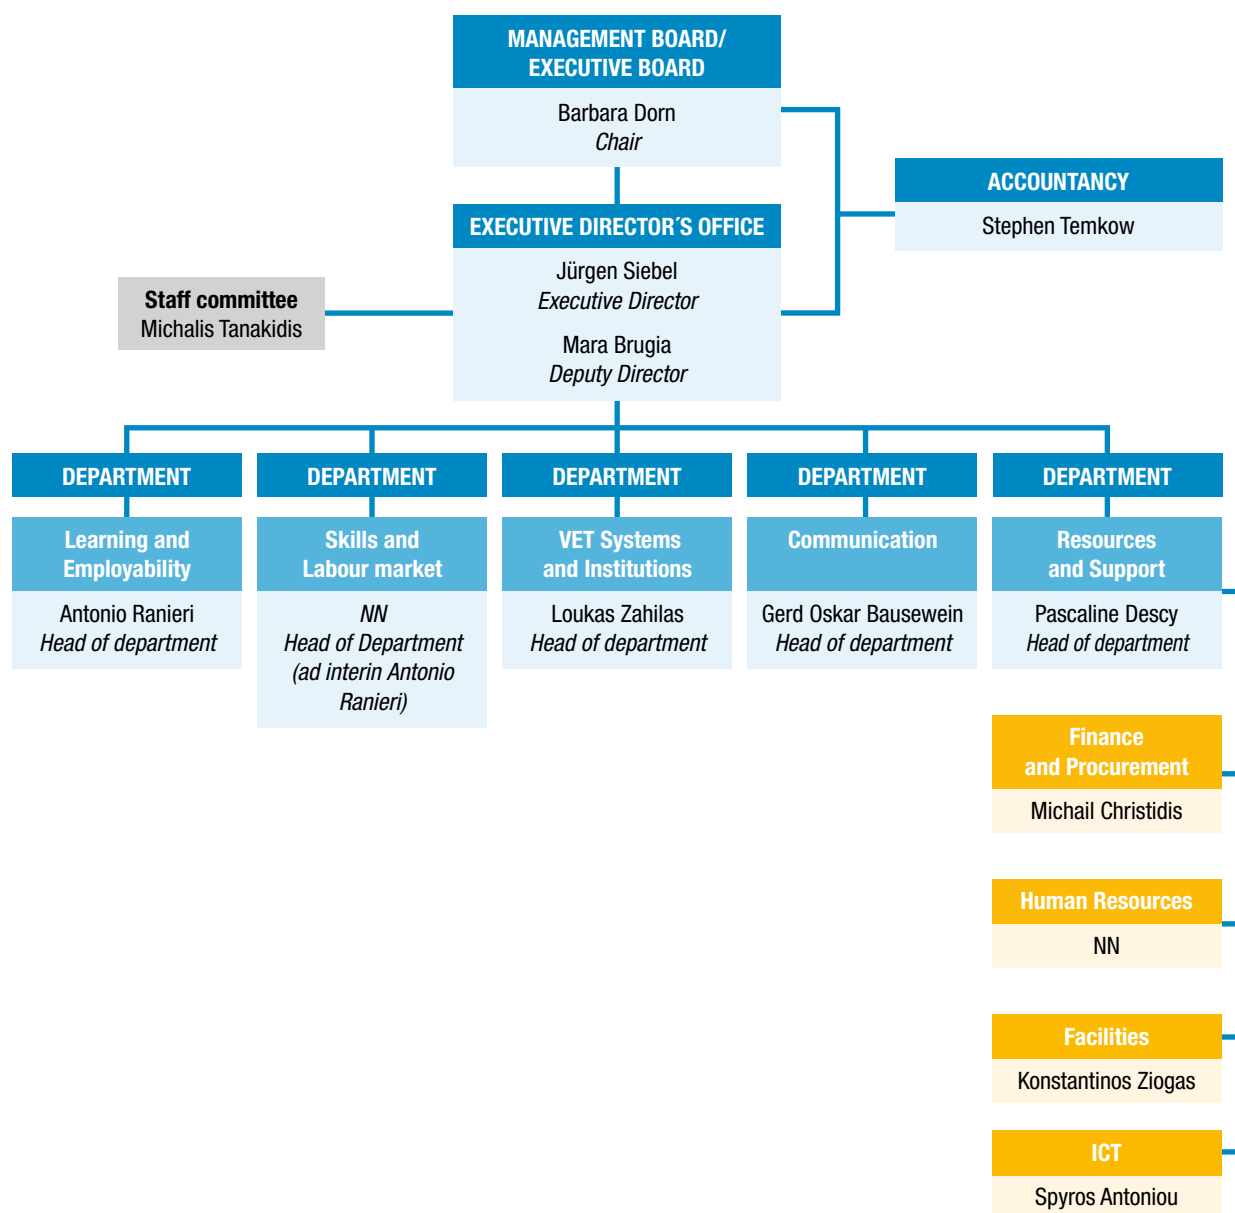 MANAGEMENT BOARD/
EXECUTIVE BOARD
Barbara Dorn
Chair
ACCOUNTANCY
Stephen Temkow
EXECUTIVE DIRECTOR´S OFFICE
Jürgen Siebel
Executive Director
Mara Brugia
Deputy Director
Staff committee
Michalis Tanakidis
DEPARTMENT
Learning and
Employability
Antonio Ranieri
Head of department
DEPARTMENT
Skills and
Labour market
NN
Head of Department
(ad interin Antonio
Ranieri)
DEPARTMENT
VET Systems
and Institutions
Loukas Zahilas
Head of department
DEPARTMENT
Communication
Gerd Oskar Bausewein
Head of department
DEPARTMENT
Resources
and Support
Pascaline Descy
Head of department
Finance
and Procurement
Michail Christidis
Human Resources
NN
Facilities
Konstantinos Ziogas
ICT
Spyros Antoniou